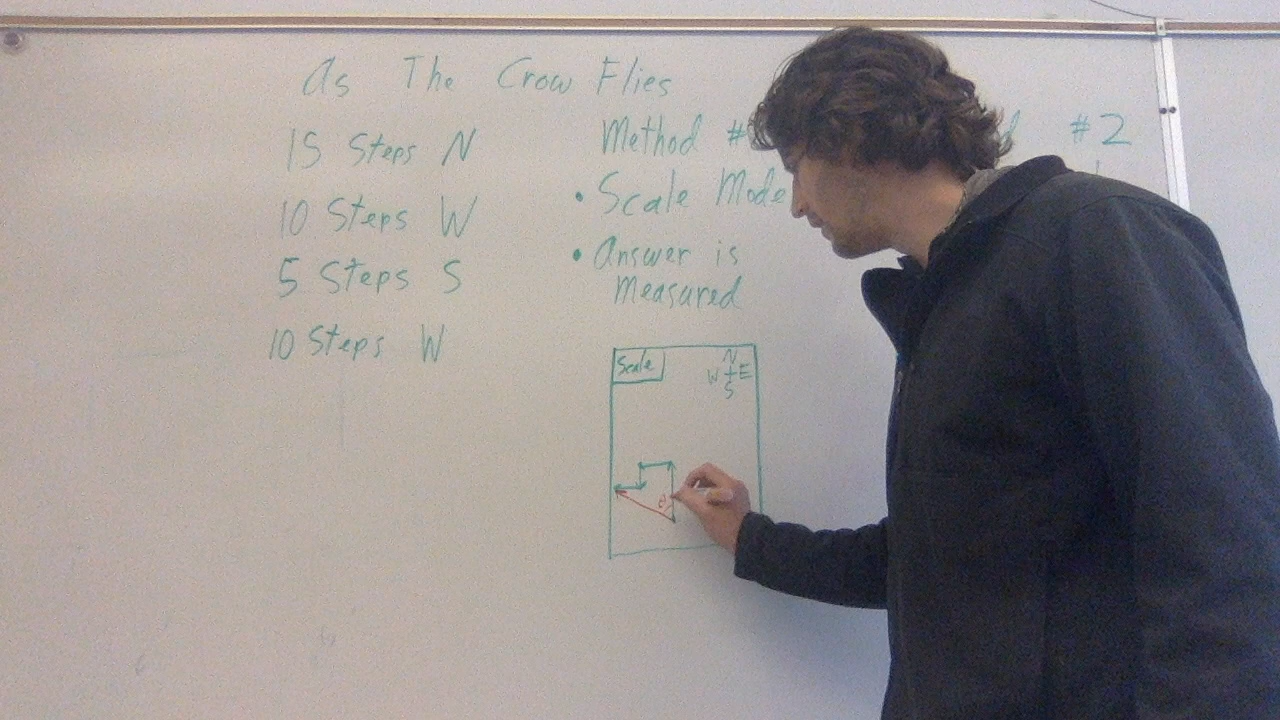 As The Crow Flies
15 Steps N
10 Steps W
5 Steps S
10 Steps W
Method #
• Scale Mode
• Answer is
Measured
#2
Scale
N
W E
S
θ